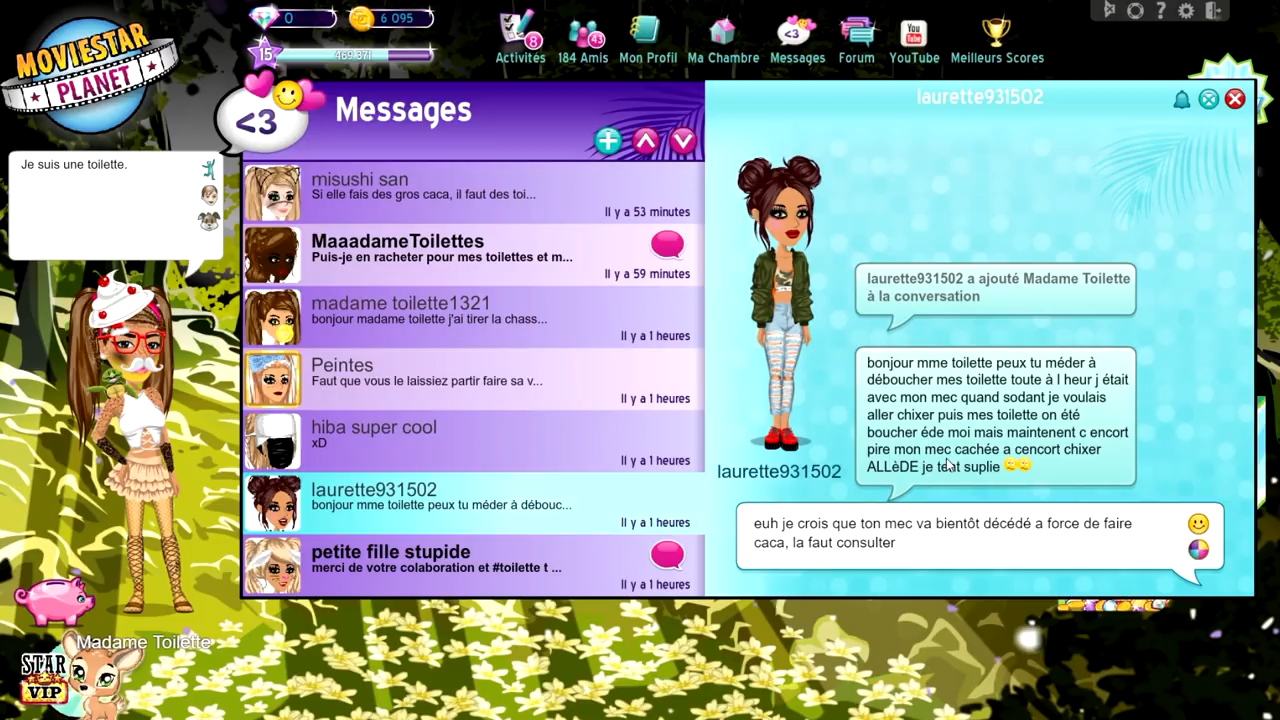 0
6 095
15
469 371
MOVIESTAR
PLANET
8
Activités
43
184 Amis
Mon Profil
Ma Chambre
<3
Messages
Forum
You
Tube
YouTube
Meilleurs Scores
?
Je suis une toilette.
<3
Messages
misushi san
Si elle fais des gros caca, il faut des toi...
Il y a 53 minutes
MaaadameToilettes
Puis-je en racheter pour mes toilettes et m...
Il y a 59 minutes
madame toilette1321
bonjour madame toilette j'ai tirer la chass...
Il y a 1 heures
Peintes
Faut que vous le laissiez partir faire sa v...
Il y a 1 heures
hiba super cool
xD
Il y a 1 heures
laurette931502
bonjour mme toilette peux tu méder à débouc...
Il y a 1 heures
petite fille stupide
merci de votre colaboration et #toilette t ...
Il y a 1 heures
laurette931502
laurette931502 a ajouté Madame Toilette
à la conversation
bonjour mme toilette peux tu méder à
déboucher mes toilette toute à l heur j était
avec mon mec quand sodant je voulais
aller chixer puis mes toilette on été
boucher éde moi mais maintenent c encort
pire mon mec cachée a cencort chixer
ALLèDE je tent suplie
laurette931502
euh je crois que ton mec va bientôt décédé a force de faire
caca, la faut consulter
Madame Toilette
STAR
VIP